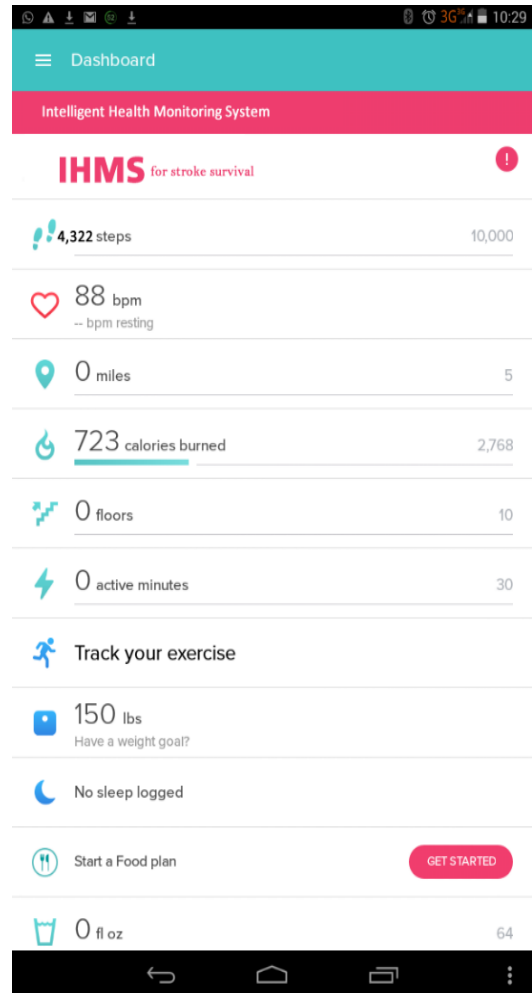 3G 10:29
Dashboard
Intelligent Health Monitoring System
IHMS for stroke survival
!
4,322 steps 10,000
88 bpm
-- bpm resting
0 miles 5
723 calories burned 2,768
0 floors 10
0 active minutes 30
Track your exercise
150 lbs
Have a weight goal?
No sleep logged
Start a Food plan GET STARTED
0 fl oz 64